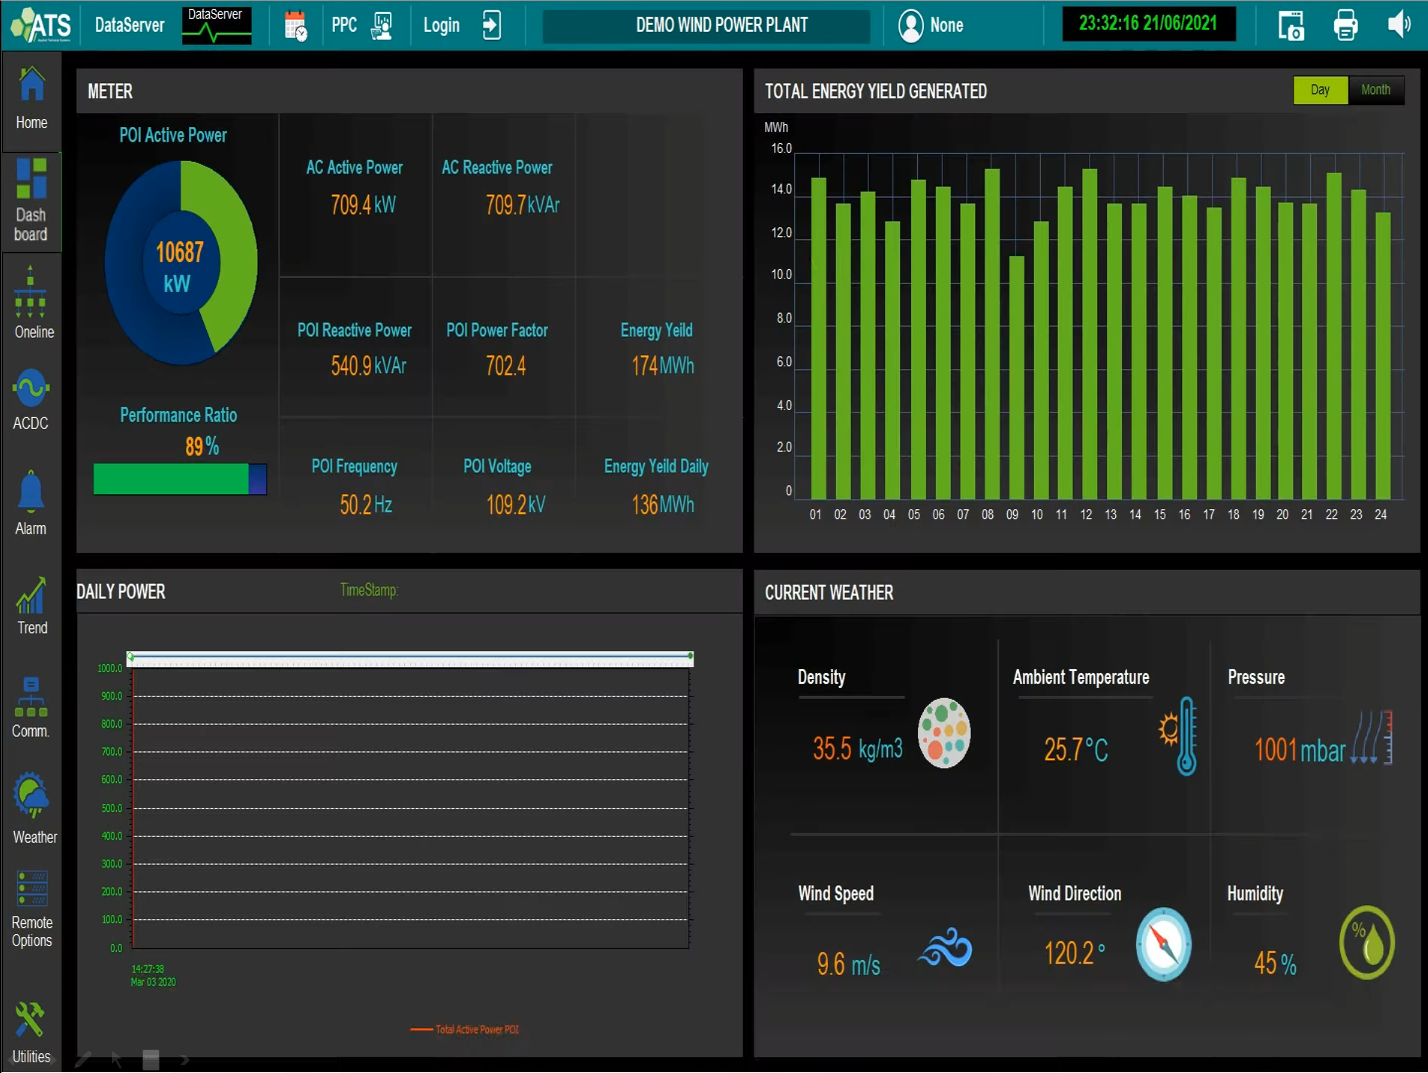 ATS
DataServer
DataServer
PPC
Login
DEMO WIND POWER PLANT
None
23:32:16 21/06/2021
Home
Dash
board
Oneline
ACDC
Alarm
Trend
Comm.
Weather
Remote
Options
Utilities
METER
POI Active Power
10687
kW
Performance Ratio
89 %
AC Active Power
709.4 kW
AC Reactive Power
709.7 kVAr
POI Reactive Power
540.9 kVAr
POI Power Factor
702.4
Energy Yeild
174 MWh
POI Frequency
50.2 Hz
POI Voltage
109.2 kV
Energy Yeild Daily
136 MWh
TOTAL ENERGY YIELD GENERATED
Day
Month
MWh
16.0
14.0
12.0
10.0
8.0
6.0
4.0
2.0
0
01 02 03 04 05 06 07 08 09 10 11 12 13 14 15 16 17 18 19 20 21 22 23 24
DAILY POWER
TimeStamp:
1000.0
900.0
800.0
700.0
600.0
500.0
400.0
300.0
200.0
100.0
0.0
14:27:38
Mar 03 2020
Total Active Power POI
CURRENT WEATHER
Density
35.5 kg/m3
Ambient Temperature
25.7 °C
Pressure
1001 mbar
Wind Speed
9.6 m/s
Wind Direction
120.2 °
Humidity
45 %
%